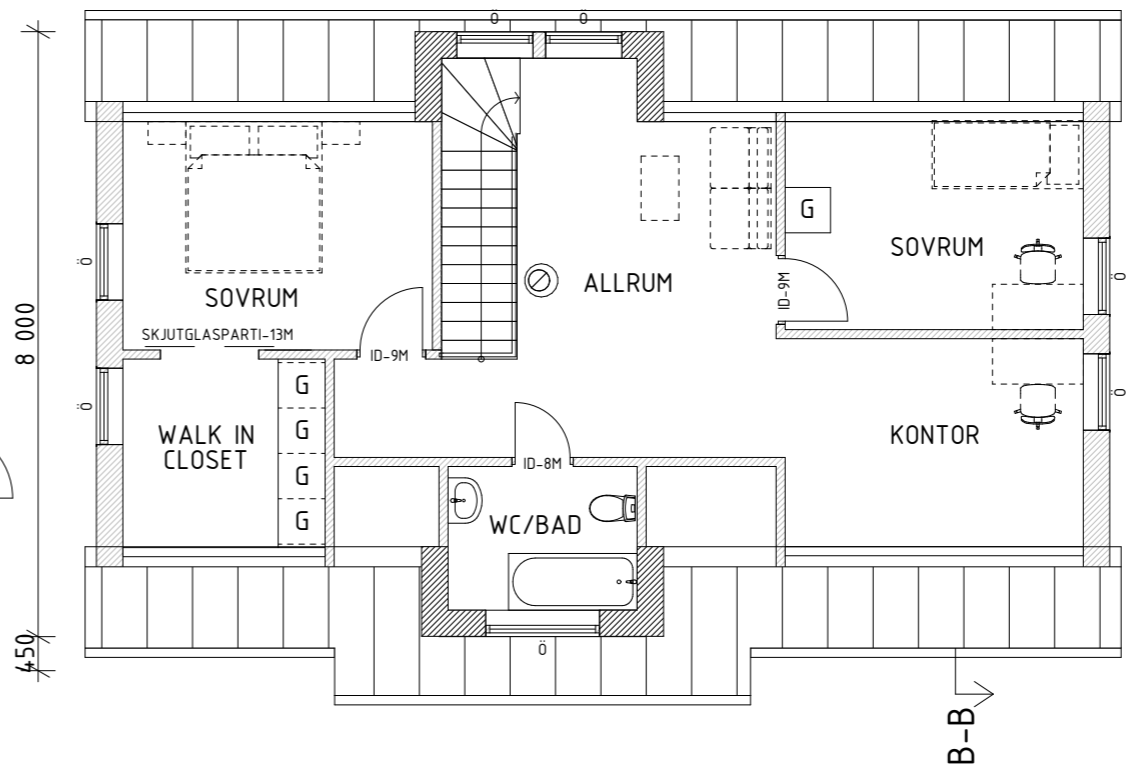 Ö
Ö
8 000
450
Ö
Ö
SOVRUM
SKJUTGLASPARTI-13M
ID-9M
WALK IN
CLOSET
G
G
G
G
ALLRUM
ID-9M
G
SOVRUM
Ö
KONTOR
Ö
ID-8M
WC/BAD
Ö
B-B